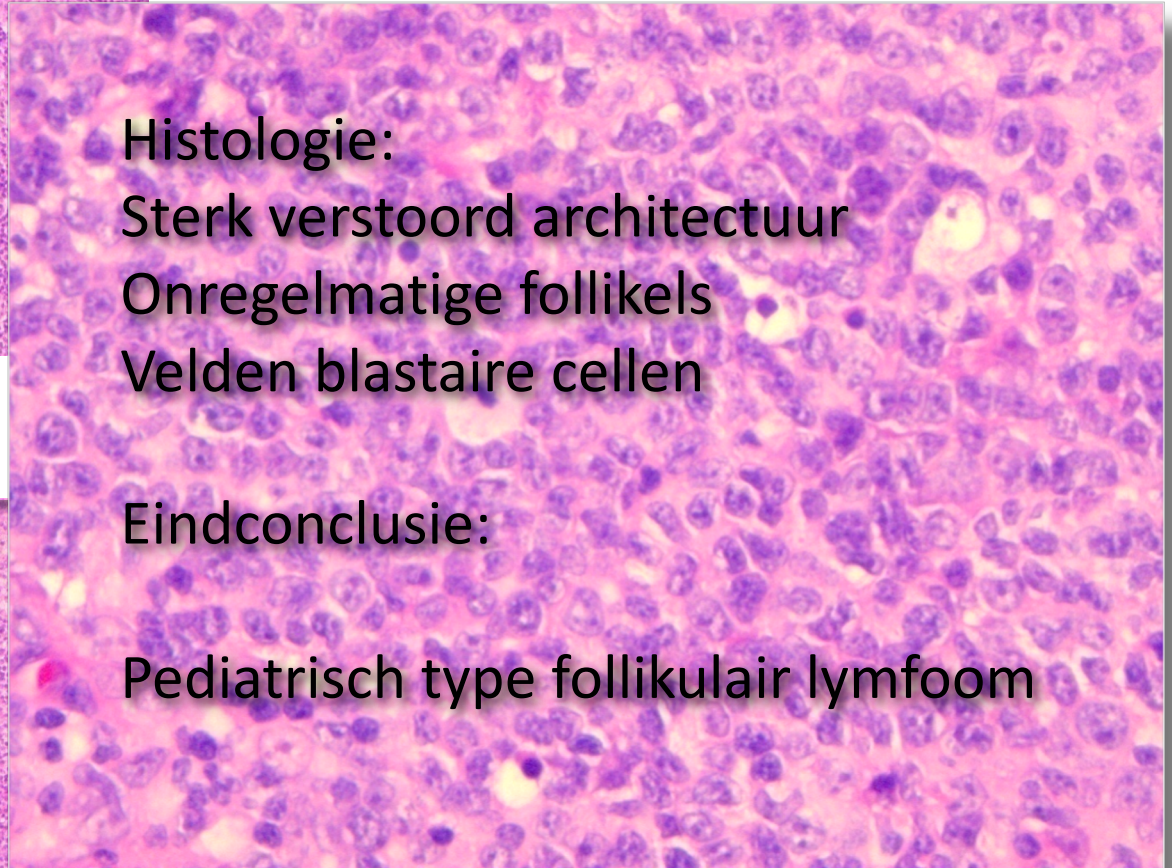 Histologie:
Sterk verstoord architectuur
Onregelmatige follikels
Velden blastaire cellen
Eindconclusie:
Pediatrisch type follikulair lymfoom